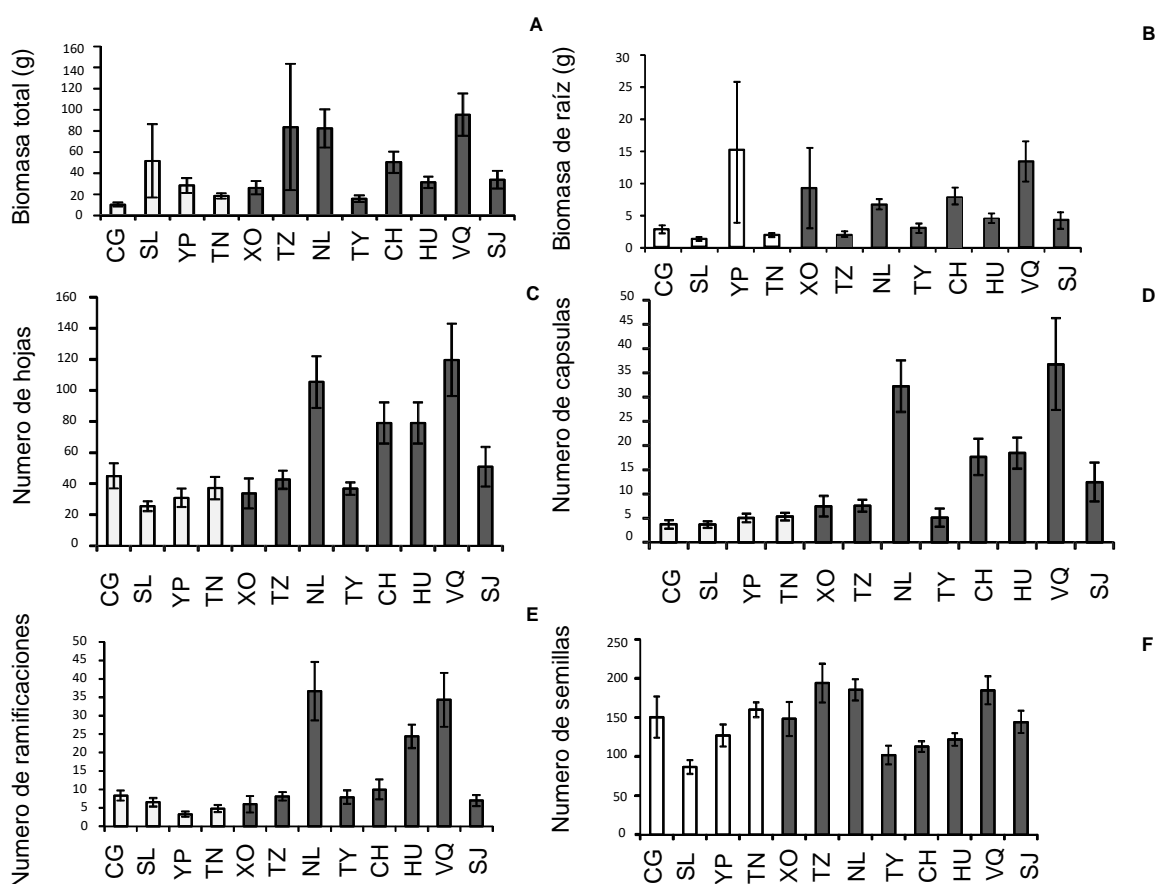 A
Biomasa total (g)
160
140
120
100
80
60
40
20
0
CG SL YP TN XO TZ NL TY CH HU VQ SJ
B
Biomasa de raíz (g)
30
25
20
15
10
5
0
CG SL YP TN XO TZ NL TY CH HU VQ SJ
C
Numero de hojas
160
140
120
100
80
60
40
20
0
CG SL YP TN XO TZ NL TY CH HU VQ SJ
D
Numero de capsulas
50
45
40
35
30
25
20
15
10
5
0
CG SL YP TN XO TZ NL TY CH HU VQ SJ
E
Numero de ramificaciones
50
45
40
35
30
25
20
15
10
5
0
CG SL YP TN XO TZ NL TY CH HU VQ SJ
F
Numero de semillas
250
200
150
100
50
0
CG SL YP TN XO TZ NL TY CH HU VQ SJ